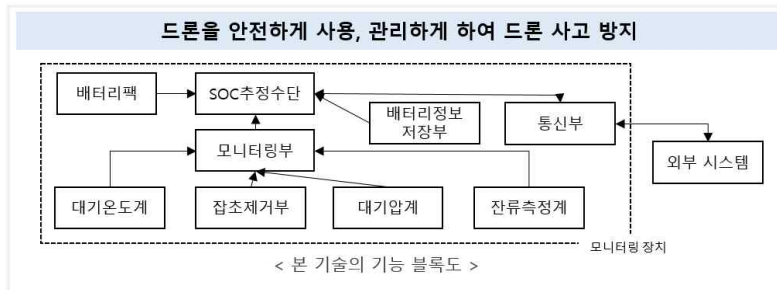 드론을 안전하게 사용, 관리하게 하여 드론 사고 방지
배터리팩
SOC추정수단
배터리정보
저장부
통신부
모니터링부
외부 시스템
대기온도계
잡초제거부
대기압계
잔류측정계
모니터링 장치
< 본 기술의 기능 블록도 >